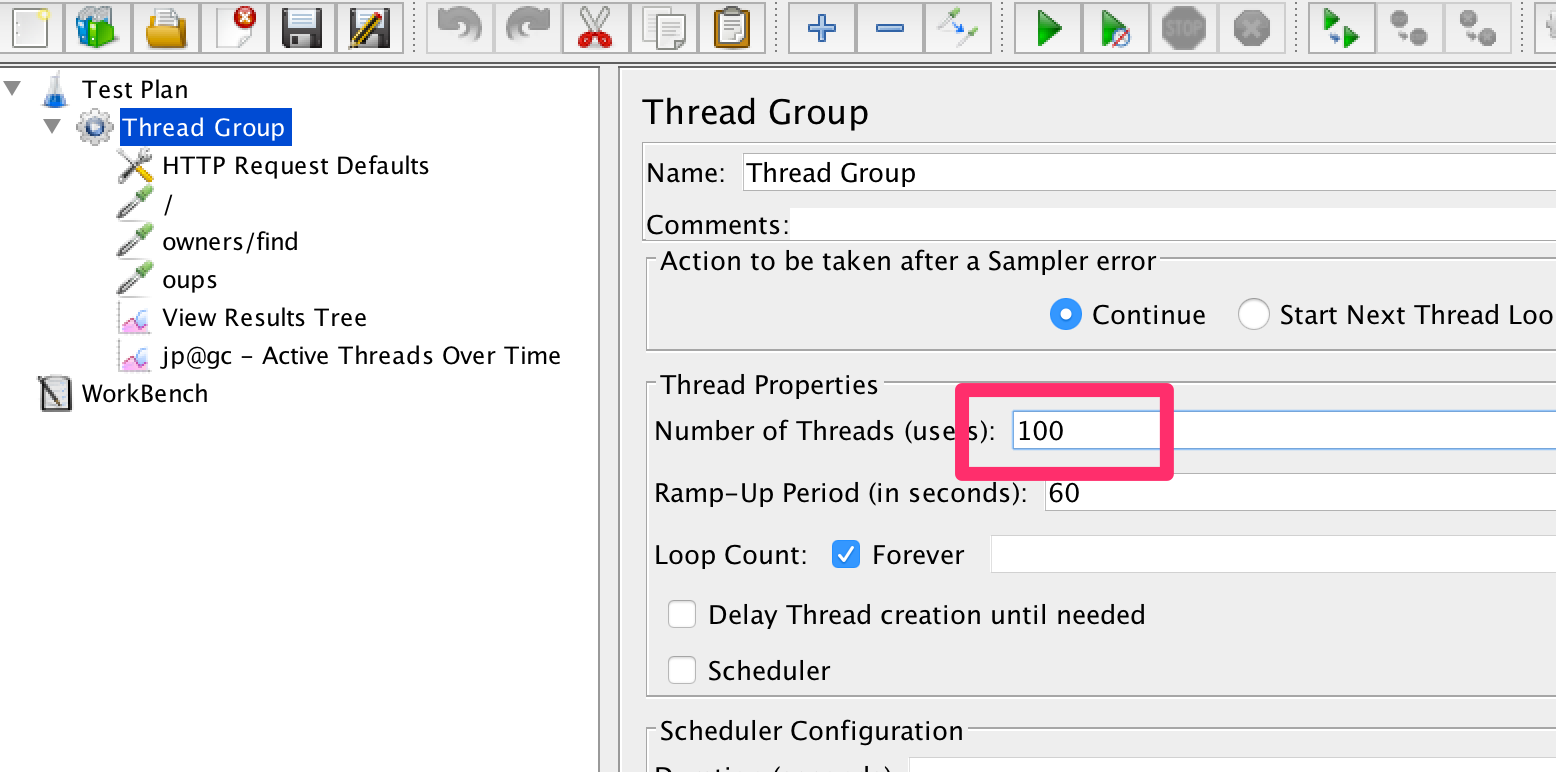 STOP
Test Plan
Thread Group
HTTP Request Defaults
/
owners/find
oups
View Results Tree
jp@gc - Active Threads Over Time
WorkBench
Thread Group
Name: Thread Group
Comments:
Action to be taken after a Sampler error
Continue Start Next Thread Loo
Thread Properties
Number of Threads (users): 100
Ramp-Up Period (in seconds): 60
Loop Count: Forever
Delay Thread creation until needed
Scheduler
Scheduler Configuration